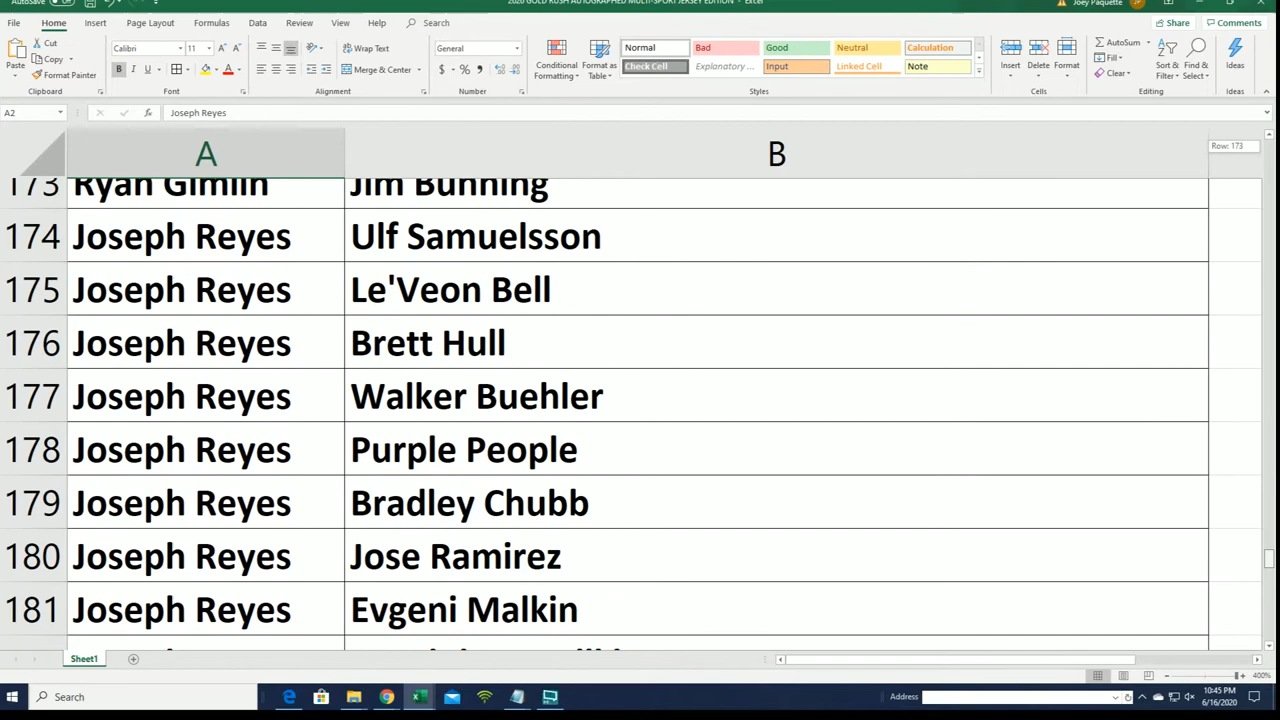 AutoSave
2020 GOLD RUSH AUTOGRAPHED MULTI-SPORT JERSEY EDITION - Excel
Joey Paquette
JP
File Home Insert Page Layout Formulas Data Review View Help Search
Share Comments
Paste Cut Copy Format Painter
Calibri 11
Wrap Text
Merge & Center
General
Conditional Formatting
Format as Table
Normal Bad Good Neutral Calculation
Check Cell Explanatory ... Input Linked Cell Note
Insert Delete Format
AutoSum Fill Clear
Sort & Filter
Find & Select
Ideas
Clipboard Font Alignment Number Styles Cells Editing Ideas
A2 fx Joseph Reyes
A B
Row: 173
173 Ryan Gimlin Jim Bunning
174 Joseph Reyes Ulf Samuelsson
175 Joseph Reyes Le'Veon Bell
176 Joseph Reyes Brett Hull
177 Joseph Reyes Walker Buehler
178 Joseph Reyes Purple People
179 Joseph Reyes Bradley Chubb
180 Joseph Reyes Jose Ramirez
181 Joseph Reyes Evgeni Malkin
Sheet1
400%
Search
Address
10:45 PM
6/16/2020